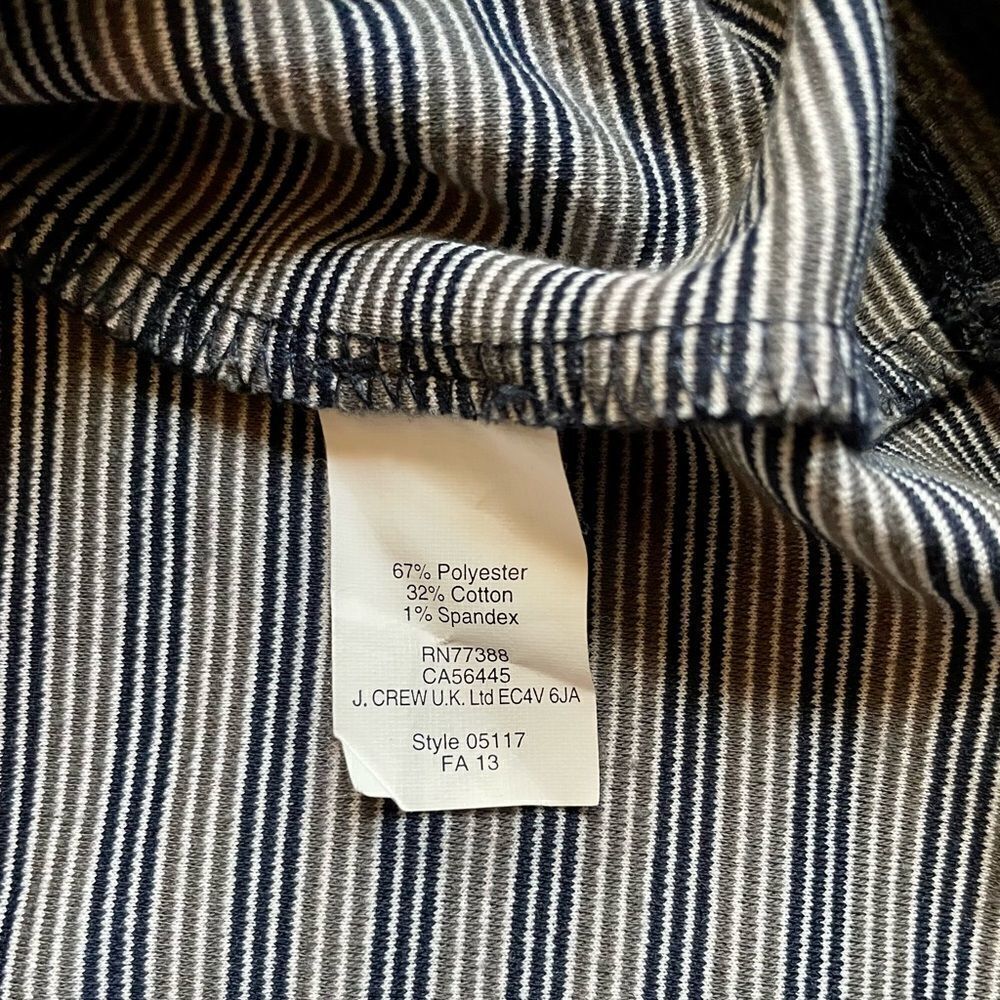 67% Polyester
32% Cotton
1% Spandex
RN77388
CA56445
J. CREW U.K. Ltd EC4V 6JA
Style 05117
FA 13